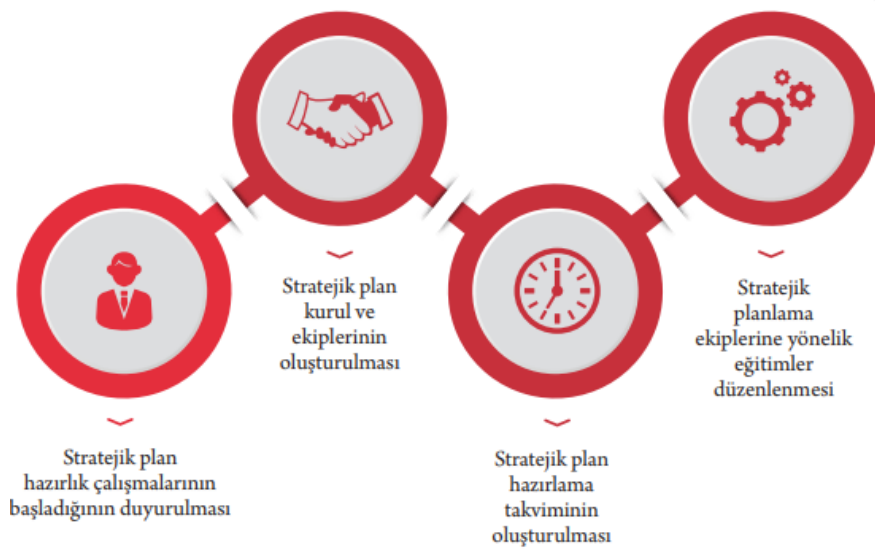 Stratejik plan
hazırlık çalışmalarının
başladığının duyurulması
Stratejik plan
kurul ve
ekiplerinin
oluşturulması
Stratejik plan
hazırlama
takviminin
oluşturulması
Stratejik
planlama
ekiplerine yönelik
eğitimler
düzenlenmesi